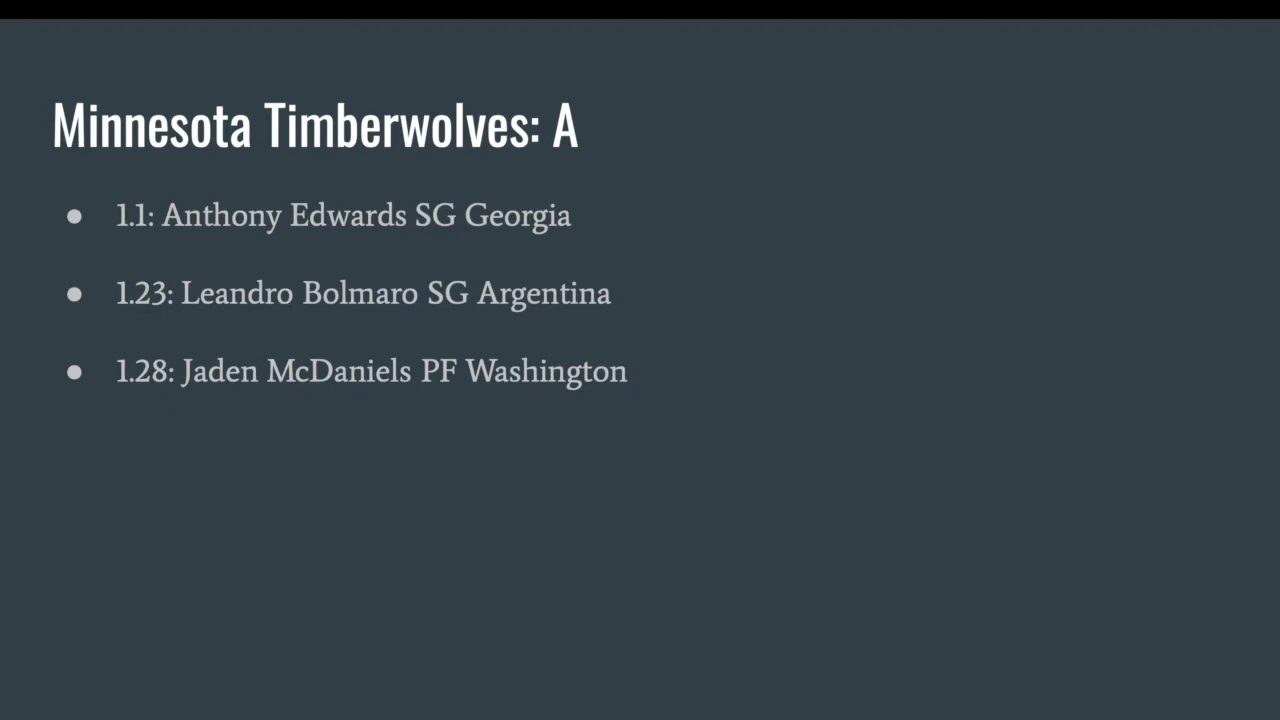 Minnesota Timberwolves: A
● 1.1: Anthony Edwards SG Georgia
● 1.23: Leandro Bolmaro SG Argentina
● 1.28: Jaden McDaniels PF Washington